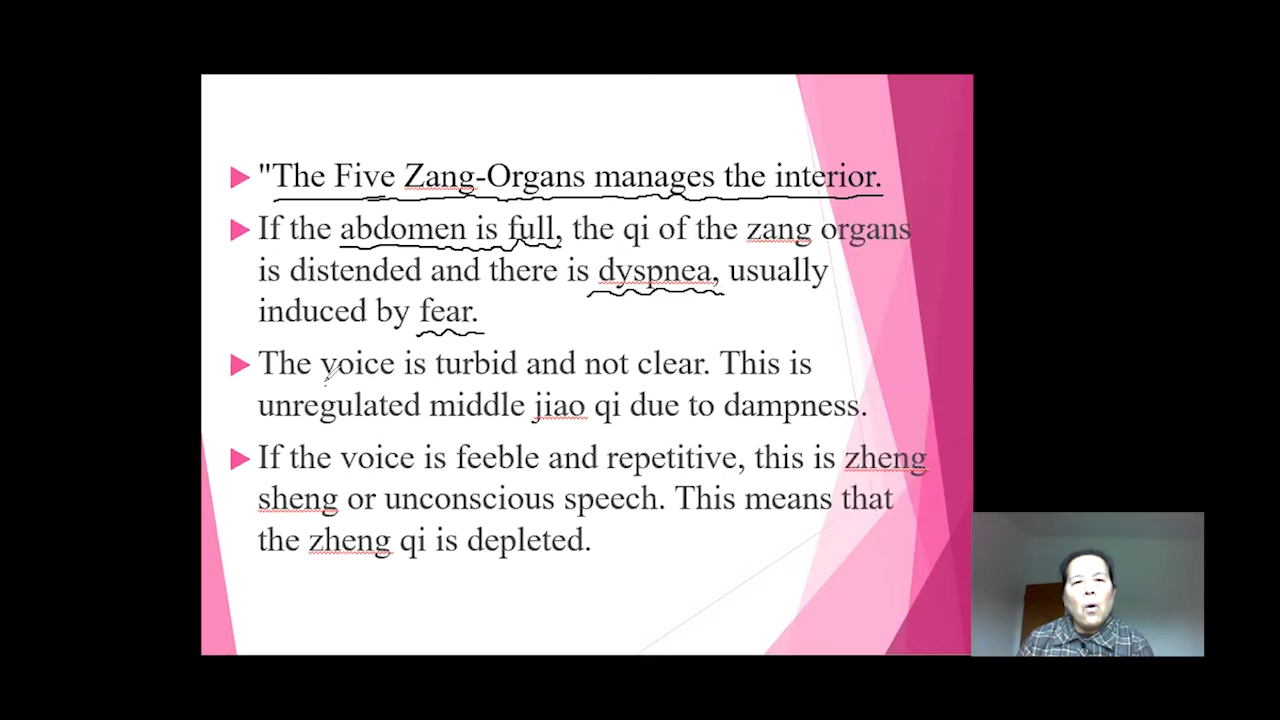 "The Five Zang-Organs manages the interior.
If the abdomen is full, the qi of the zang organs
is distended and there is dyspnea, usually
induced by fear.
The voice is turbid and not clear. This is
unregulated middle jiao qi due to dampness.
If the voice is feeble and repetitive, this is zheng
sheng or unconscious speech. This means that
the zheng qi is depleted.